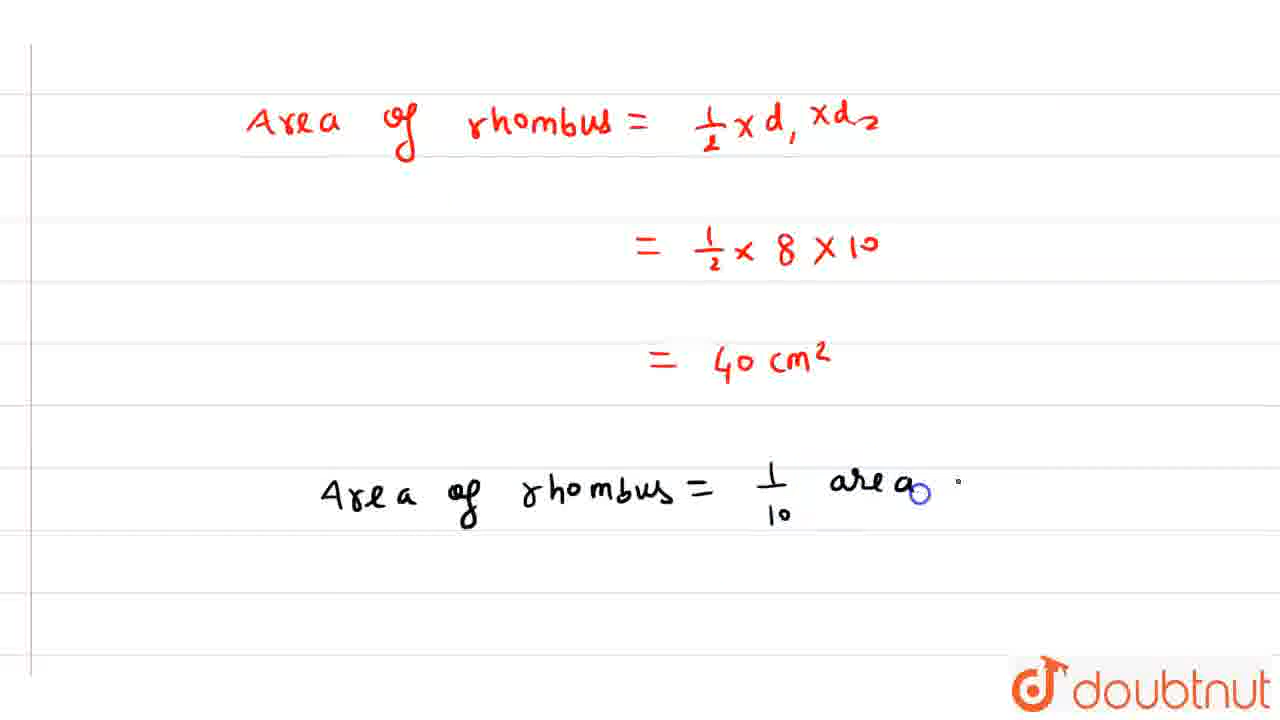 Area of rhombus = 1/2 x d1 x d2
= 1/2 x 8 x 10
= 40 cm²
Area of rhombus = 1/10 area
doubtnut